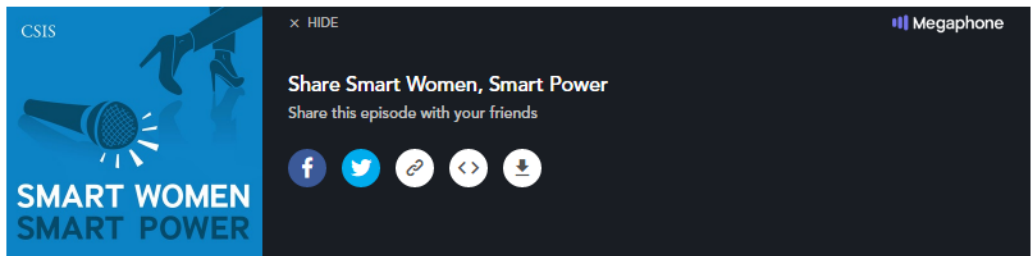 CSIS
SMART WOMEN
SMART POWER
× HIDE
Megaphone
Share Smart Women, Smart Power
Share this episode with your friends